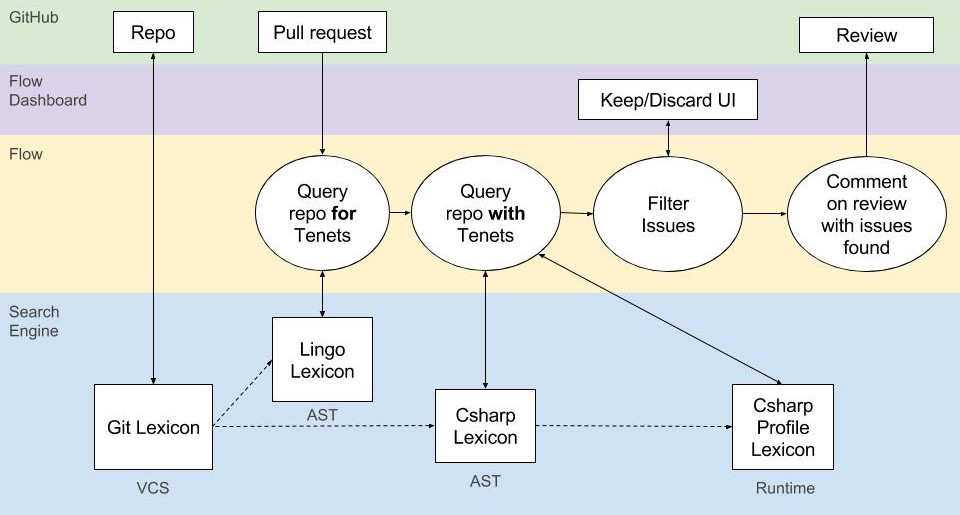 GitHub
Repo
Pull request
Review
Flow
Dashboard
Keep/Discard UI
Flow
Query
repo for
Tenets
Query
repo with
Tenets
Filter
Issues
Comment
on review
with issues
found
Search
Engine
Lingo
Lexicon
AST
Git Lexicon
VCS
Csharp
Lexicon
AST
Csharp
Profile
Lexicon
Runtime